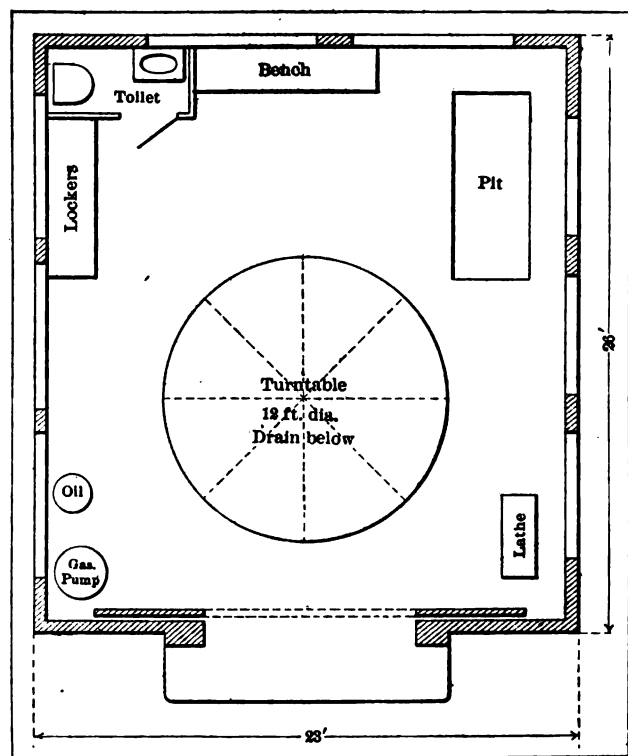 Bench
Toilet
Lockers
Pit
26'
Turntable
12 ft. dia.
Drain below
Oil
Lathe
Gas.
Pump
23'